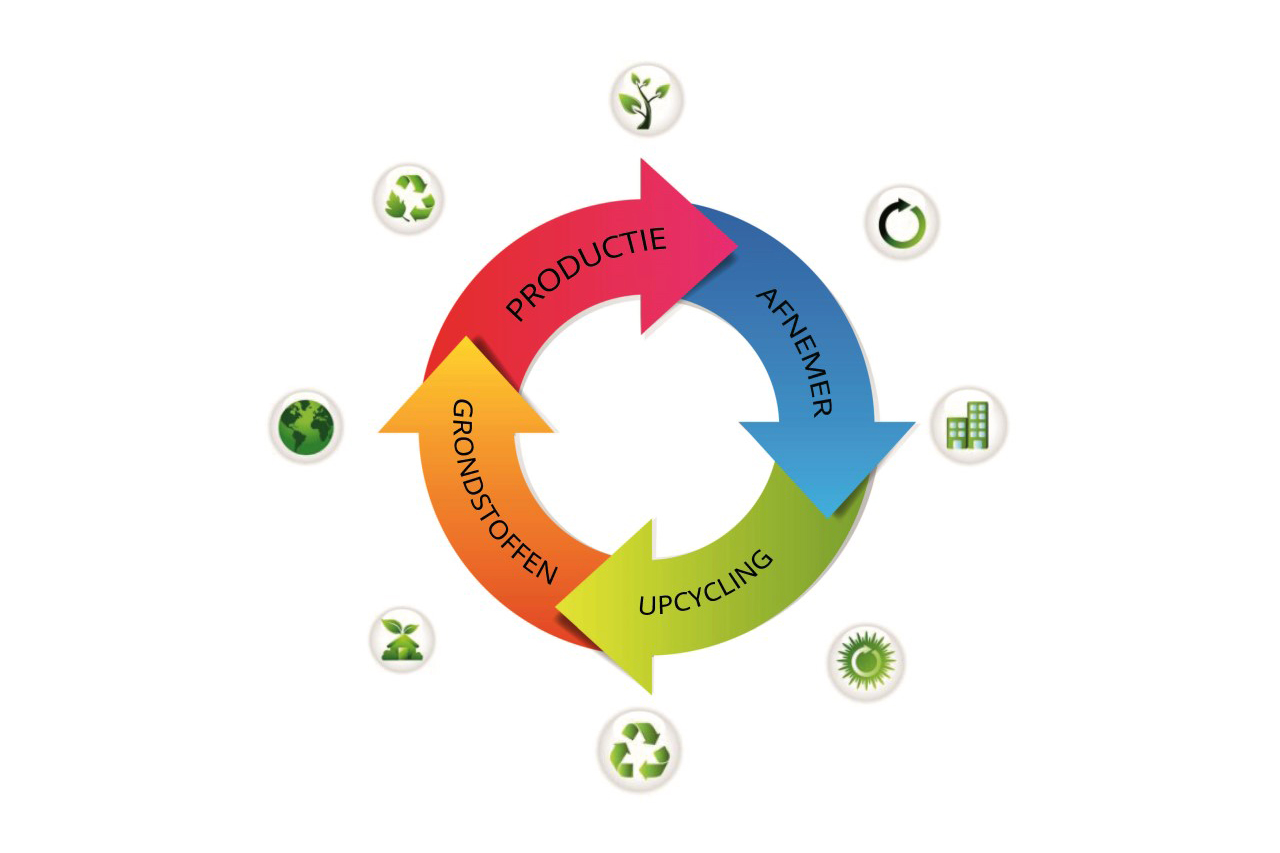 PRODUCTIE
AFNEMER
UPCYCLING
GRONDSTOFFEN